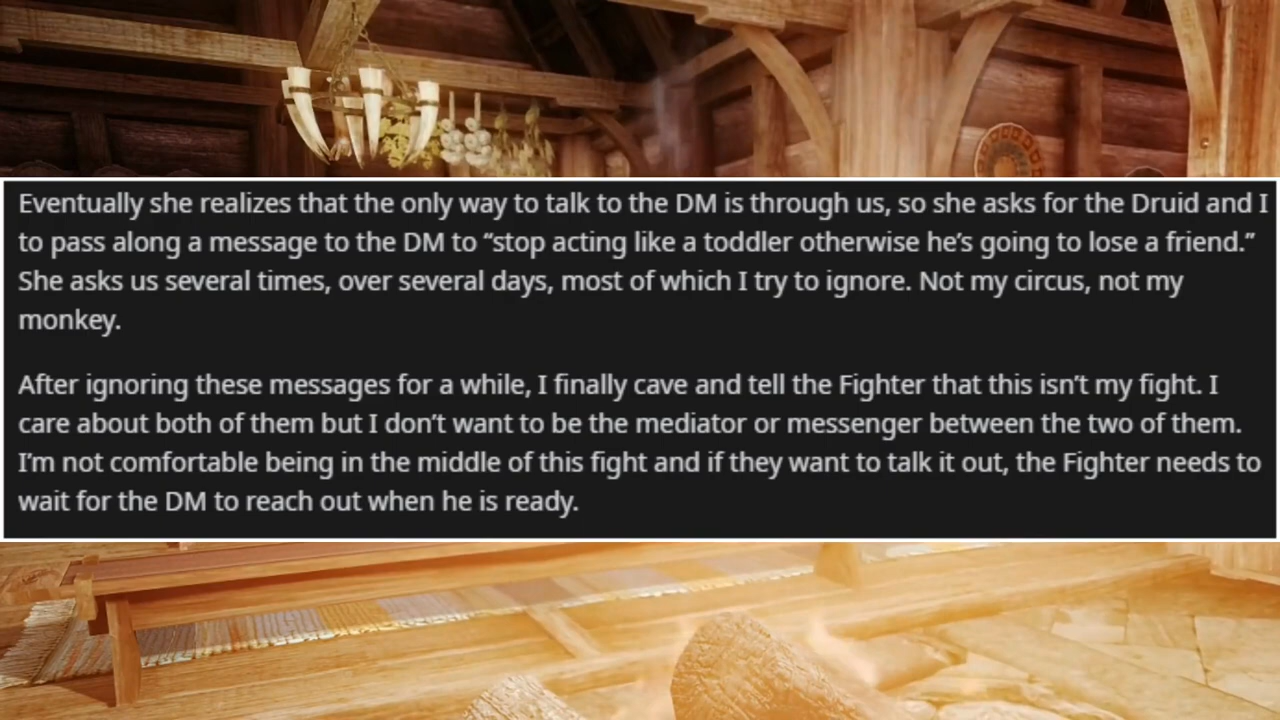 Eventually she realizes that the only way to talk to the DM is through us, so she asks for the Druid and I
to pass along a message to the DM to “stop acting like a toddler otherwise he’s going to lose a friend.”
She asks us several times, over several days, most of which I try to ignore. Not my circus, not my
monkey.
After ignoring these messages for a while, I finally cave and tell the Fighter that this isn’t my fight. I
care about both of them but I don’t want to be the mediator or messenger between the two of them.
I’m not comfortable being in the middle of this fight and if they want to talk it out, the Fighter needs to
wait for the DM to reach out when he is ready.